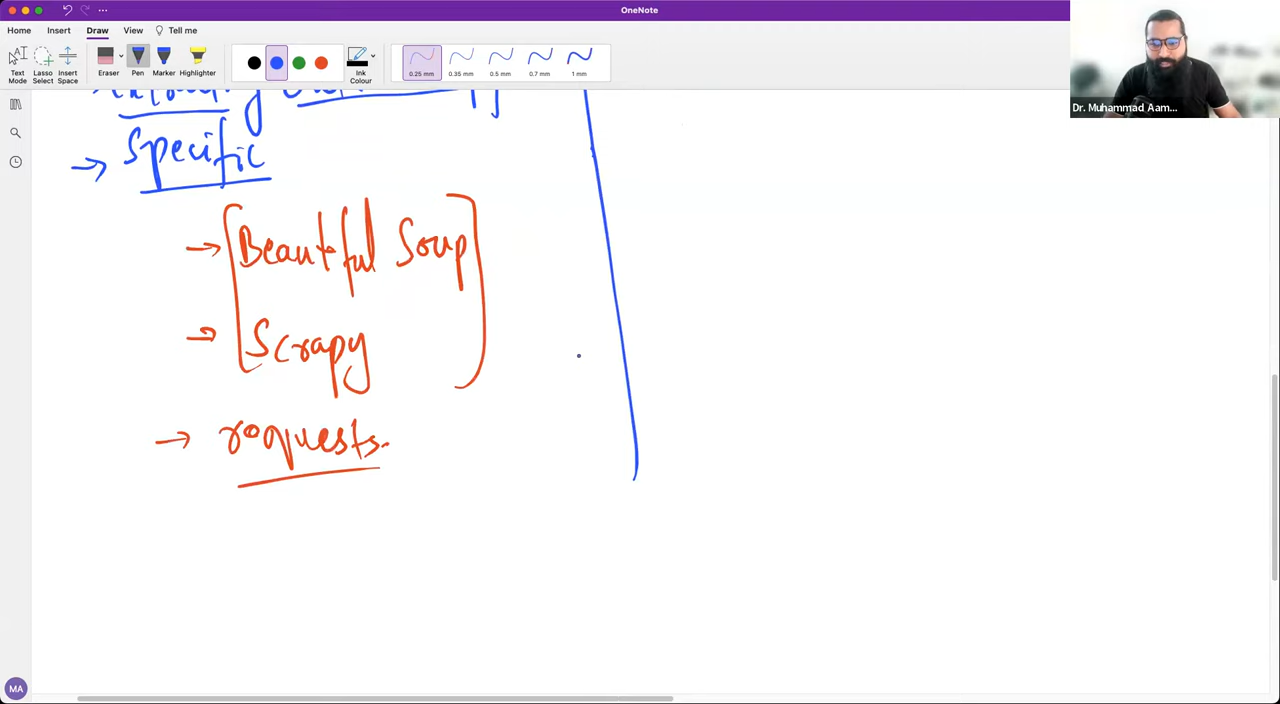 OneNote
Home Insert Draw View Tell me
Text Mode
Lasso Select
Insert Space
Eraser
Pen
Marker
Highlighter
Ink Colour
0.25 mm
0.35 mm
0.5 mm
0.7 mm
1 mm
Dr. Muhammad Aam...
→ Specific
→ Beautiful Soup
→ Scrapy
→ requests.
MA